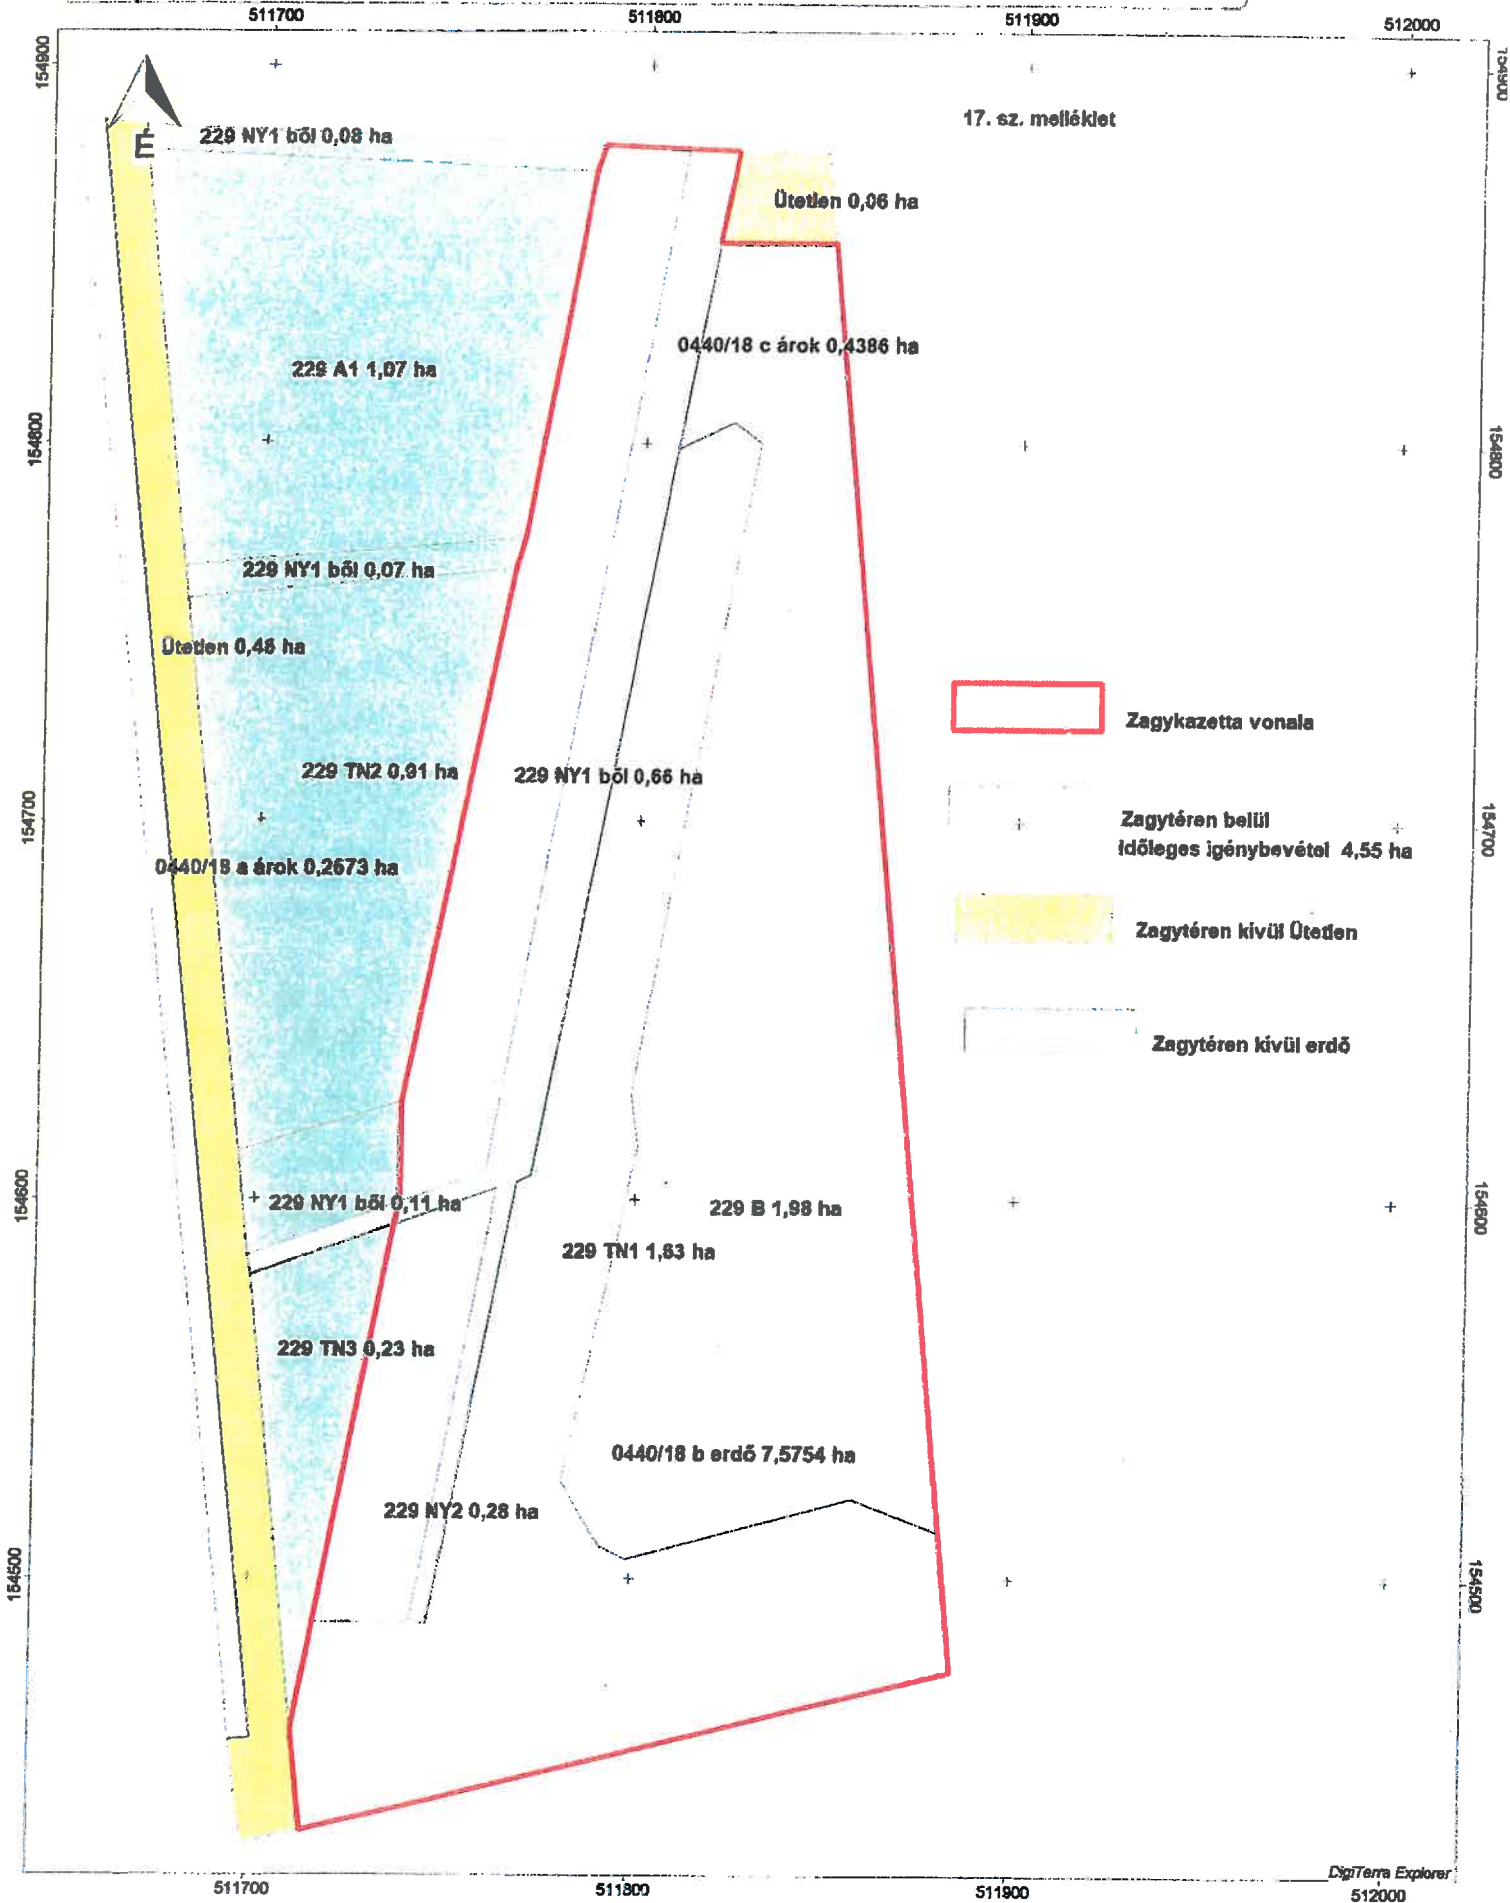 511700
511800
511900
512000
154900
154900
17. sz. melléklet
É
229 NY1 ből 0,08 ha
Ütetlen 0,06 ha
0440/18 c árok 0,4386 ha
229 A1 1,07 ha
154800
154800
229 NY1 ből 0,07 ha
Ütetlen 0,48 ha
Zagykazetta vonala
229 TN2 0,91 ha
229 NY1 ből 0,66 ha
154700
154700
Zagytéren belül
időleges igénybevétel 4,55 ha
0440/18 a árok 0,2673 ha
Zagytéren kívül Ütetlen
Zagytéren kívül erdő
154600
154600
229 NY1 ből 0,11 ha
229 B 1,98 ha
229 TN1 1,63 ha
229 TN3 0,23 ha
0440/18 b erdő 7,5754 ha
229 NY2 0,28 ha
154500
154500
DigiTerra Explorer
511700
511800
511900
512000